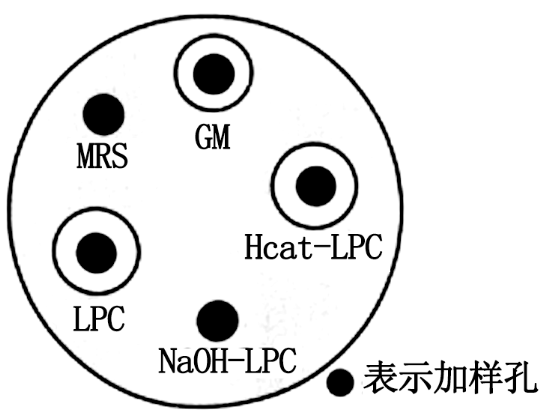 GM
MRS
Hcat-LPC
LPC
NaOH-LPC
表示加样孔